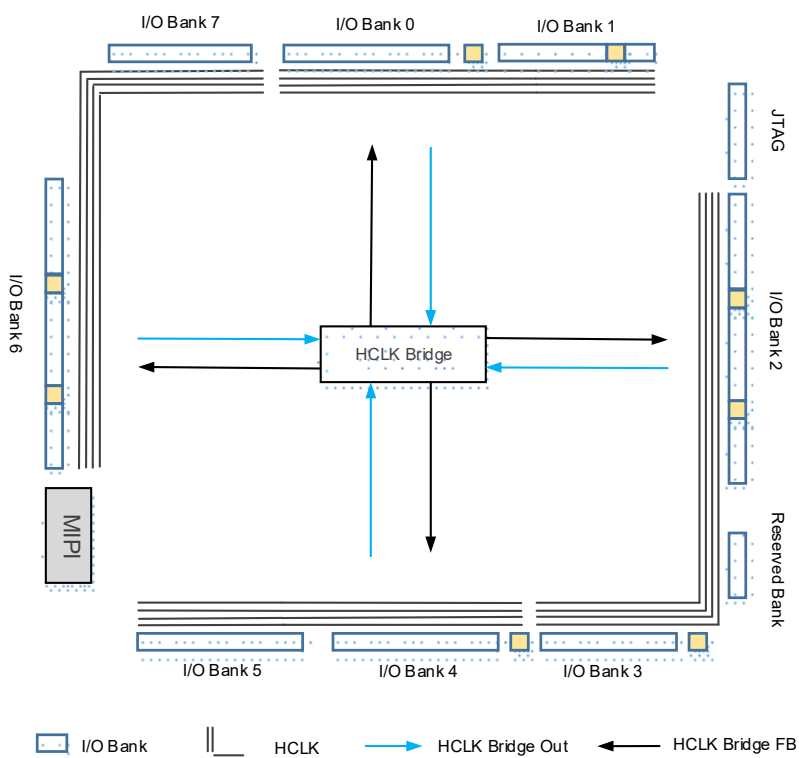 I/O Bank 7
I/O Bank 0
I/O Bank 1
JTAG
I/O Bank 6
I/O Bank 2
HCLK Bridge
MIPI
Reserved Bank
I/O Bank 5
I/O Bank 4
I/O Bank 3
I/O Bank
HCLK
HCLK Bridge Out
HCLK Bridge FB